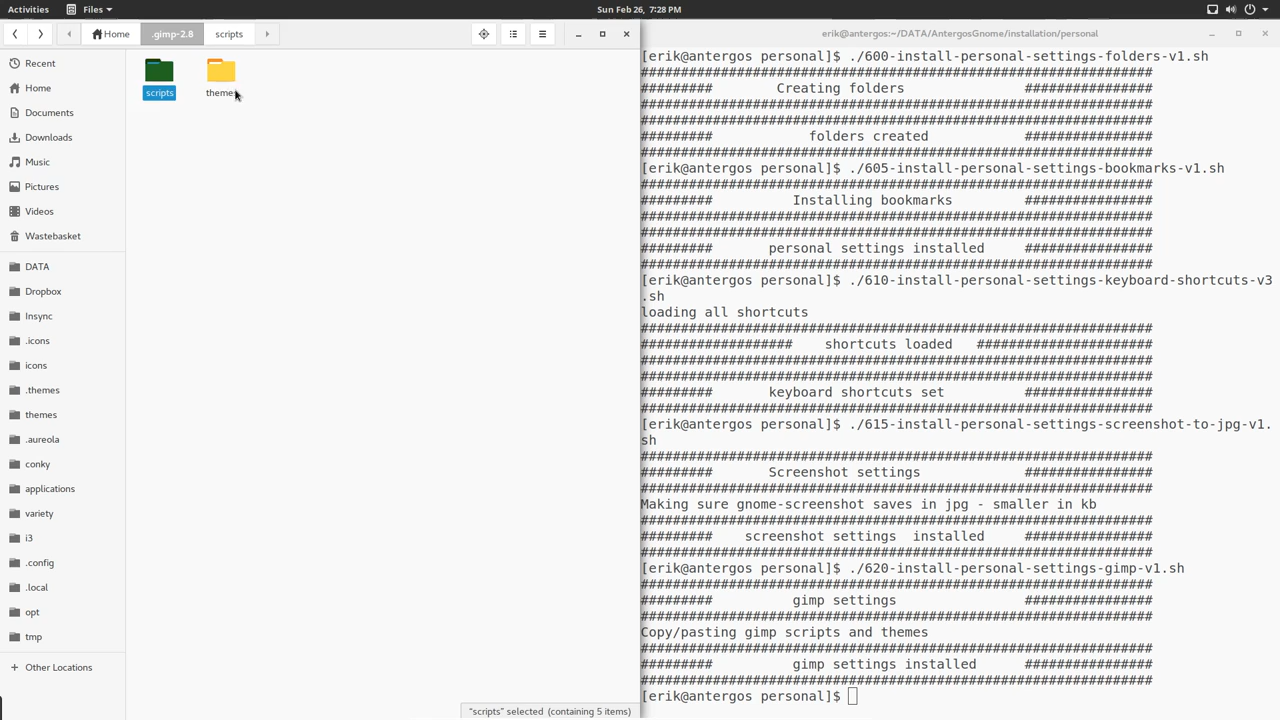 Activities
Files
Sun Feb 26, 7:28 PM
Home
.gimp-2.8
scripts
Recent
Home
Documents
Downloads
Music
Pictures
Videos
Wastebasket
DATA
Dropbox
Insync
.icons
icons
.themes
themes
.aureola
conky
applications
variety
i3
.config
.local
opt
tmp
Other Locations
scripts
themes
"scripts" selected (containing 5 items)
erik@antergos:~/DATA/AntergosGnome/installation/personal
[erik@antergos personal]$ ./600-install-personal-settings-folders-v1.sh
################################################################
#########        Creating folders               ################
################################################################
################################################################
#########            folders created            ################
################################################################
[erik@antergos personal]$ ./605-install-personal-settings-bookmarks-v1.sh
################################################################
#########          Installing bookmarks         ################
################################################################
################################################################
#########       personal settings installed     ################
################################################################
[erik@antergos personal]$ ./610-install-personal-settings-keyboard-shortcuts-v3
.sh
loading all shortcuts
################################################################
###################    shortcuts loaded   ######################
################################################################
################################################################
#########       keyboard shortcuts set          ################
################################################################
[erik@antergos personal]$ ./615-install-personal-settings-screenshot-to-jpg-v1.
sh
################################################################
#########       Screenshot settings             ################
################################################################
Making sure gnome-screenshot saves in jpg - smaller in kb
################################################################
#########    screenshot settings  installed     ################
################################################################
[erik@antergos personal]$ ./620-install-personal-settings-gimp-v1.sh
################################################################
#########          gimp settings                ################
################################################################
Copy/pasting gimp scripts and themes
################################################################
#########          gimp settings installed      ################
################################################################
[erik@antergos personal]$